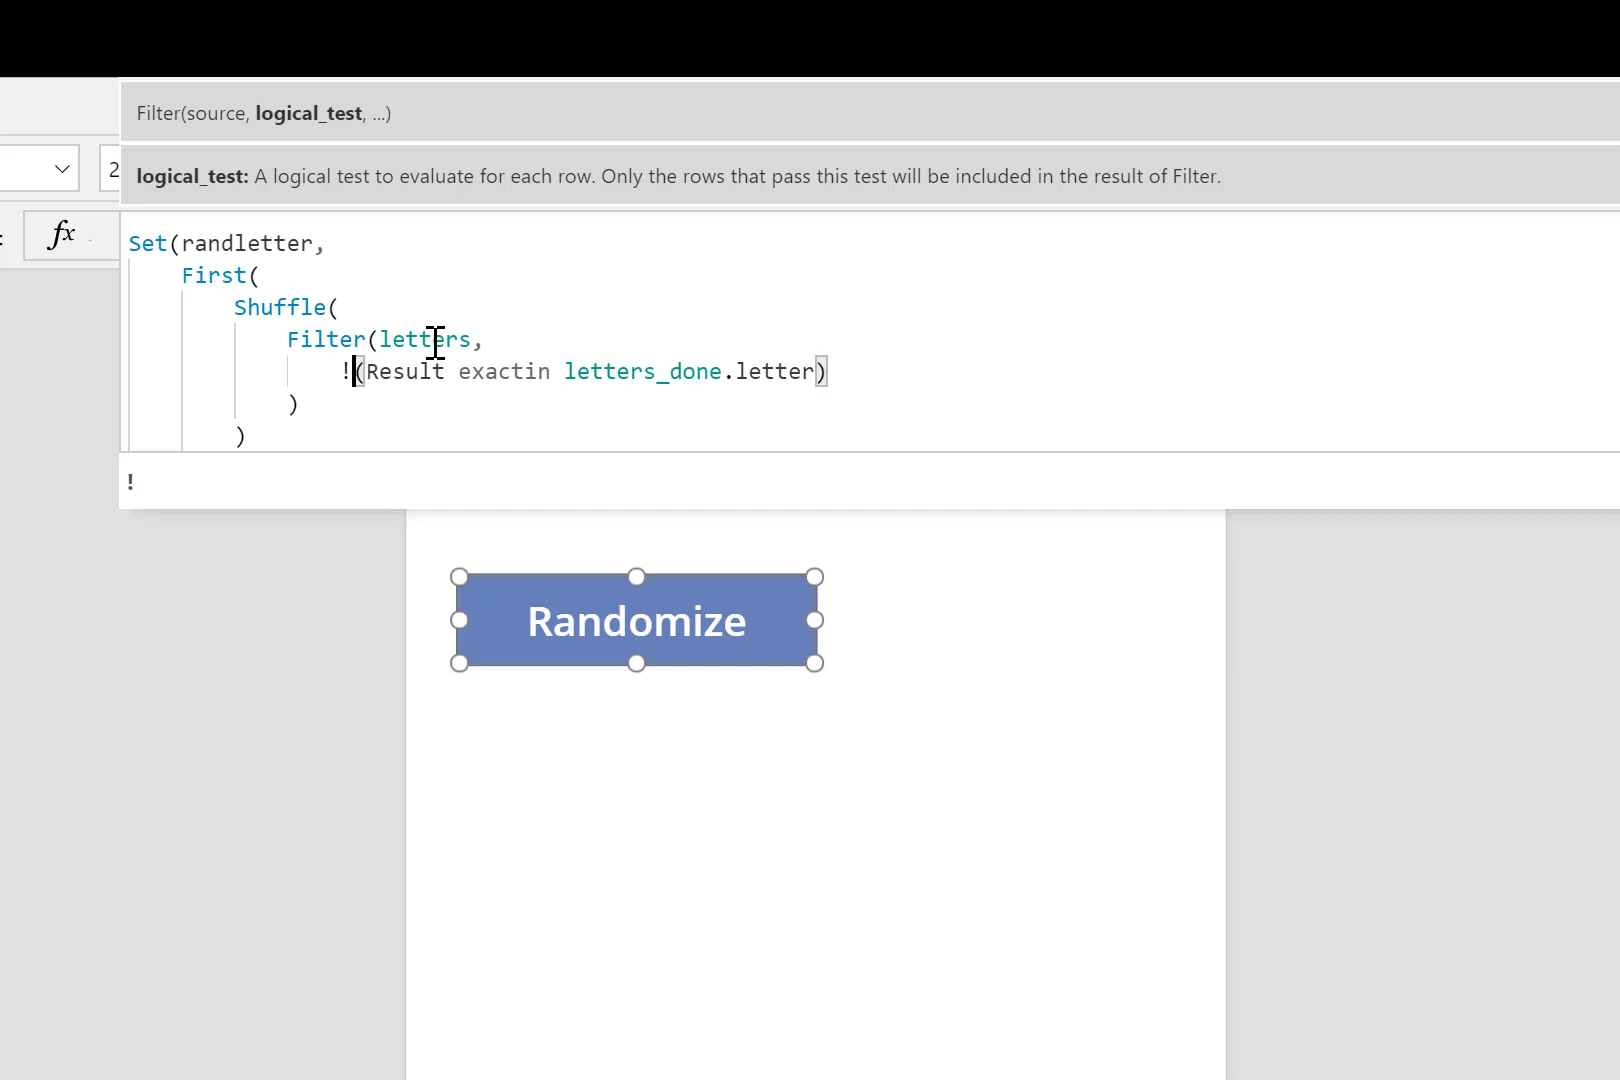 Filter(source, logical_test, ...)
2
logical_test: A logical test to evaluate for each row. Only the rows that pass this test will be included in the result of Filter.
: fx
Set(randletter,
First(
Shuffle(
Filter(letters,
!(Result exactin letters_done.letter)
)
)
!
Randomize